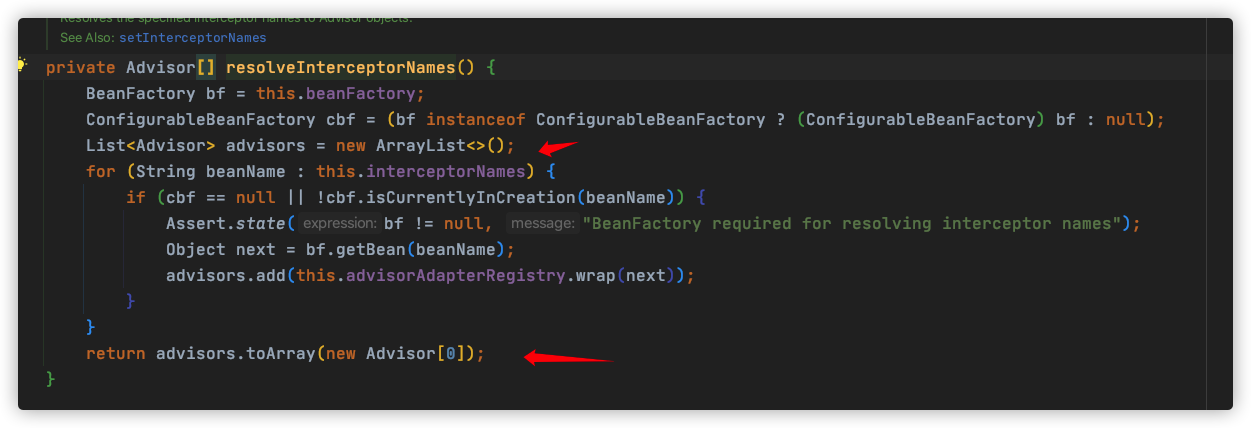 Resolves the specified interceptor names to Advisor objects.
See Also: setInterceptorNames
private Advisor[] resolveInterceptorNames() {
BeanFactory bf = this.beanFactory;
ConfigurableBeanFactory cbf = (bf instanceof ConfigurableBeanFactory ? (ConfigurableBeanFactory) bf : null);
List<Advisor> advisors = new ArrayList<>();
for (String beanName : this.interceptorNames) {
if (cbf == null || !cbf.isCurrentlyInCreation(beanName)) {
Assert.state( expression: bf != null, message: "BeanFactory required for resolving interceptor names");
Object next = bf.getBean(beanName);
advisors.add(this.advisorAdapterRegistry.wrap(next));
}
}
return advisors.toArray(new Advisor[0]);
}